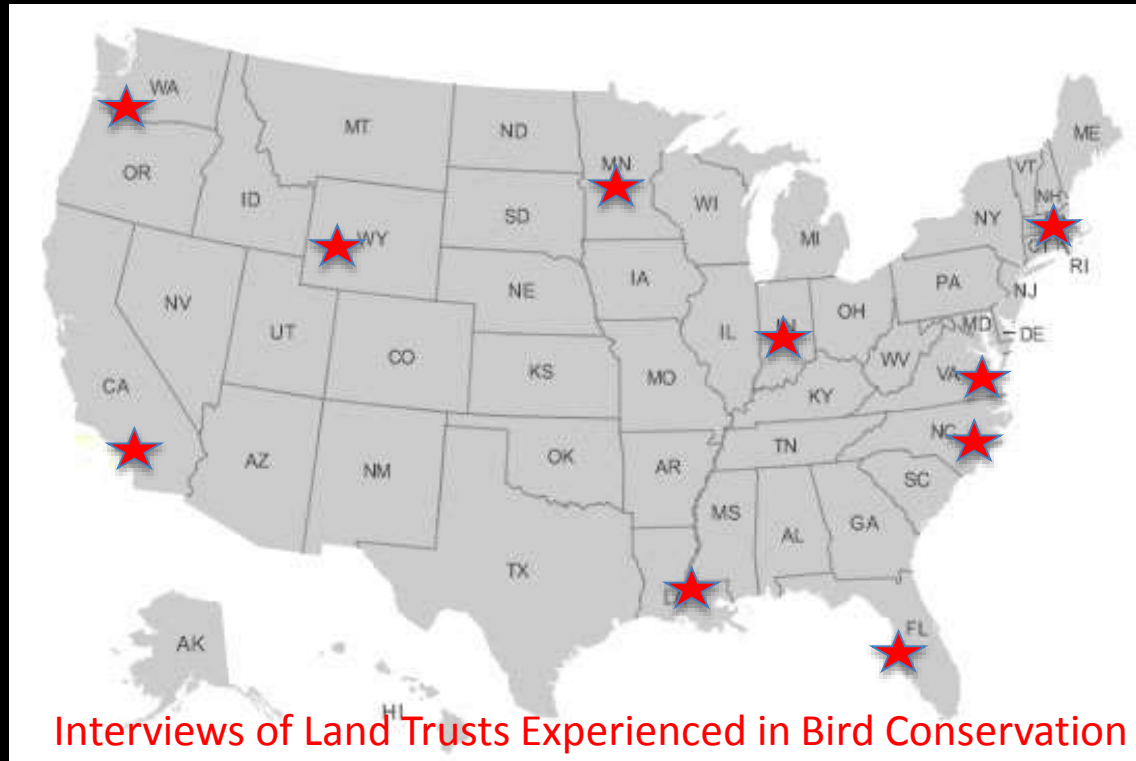 WA
MT
ND
MN
ME
VT
NH
OR
ID
SD
WI
NY
MI
WY
CT
RI
IA
PA
NE
NJ
NV
OH
IL
IN
MD
DE
UT
CO
WV
VA
KS
MO
CA
KY
NC
TN
AZ
NM
OK
AR
SC
MS
AL
GA
TX
FL
AK
HI
Interviews of Land Trusts Experienced in Bird Conservation